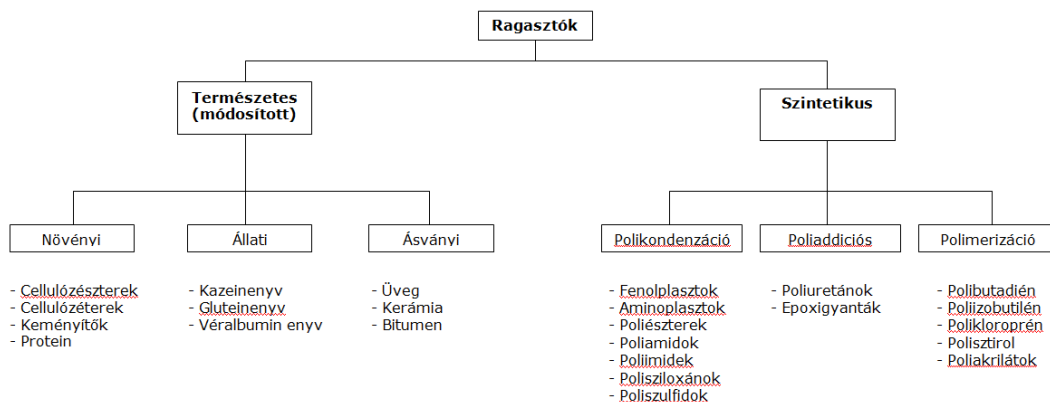 Ragasztók
Természetes
(módosított)
Szintetikus
Növényi
Állati
Ásványi
Polikondenzáció
Poliaddiciós
Polimerizáció
- Cellulózészterek
- Cellulózéterek
- Keményítők
- Protein
- Kazeinenyv
- Gluteinenyv
- Véralbumin enyv
- Üveg
- Kerámia
- Bitumen
- Fenolplasztok
- Aminoplasztok
- Poliészterek
- Poliamidok
- Poliimidek
- Polisziloxánok
- Poliszulfidok
- Poliuretánok
- Epoxigyanták
- Polibutadién
- Poliizobutilén
- Polikloroprén
- Polisztirol
- Poliakrilátok